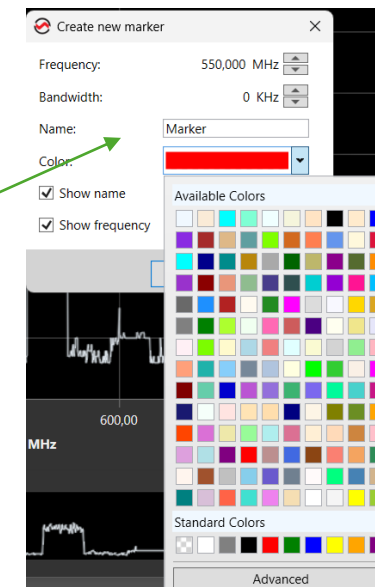 Create new marker
Frequency: 550,000 MHz
Bandwidth: 0 KHz
Name: Marker
Color:
Show name
Available Colors
Show frequency
600,00
MHz
Standard Colors
Advanced